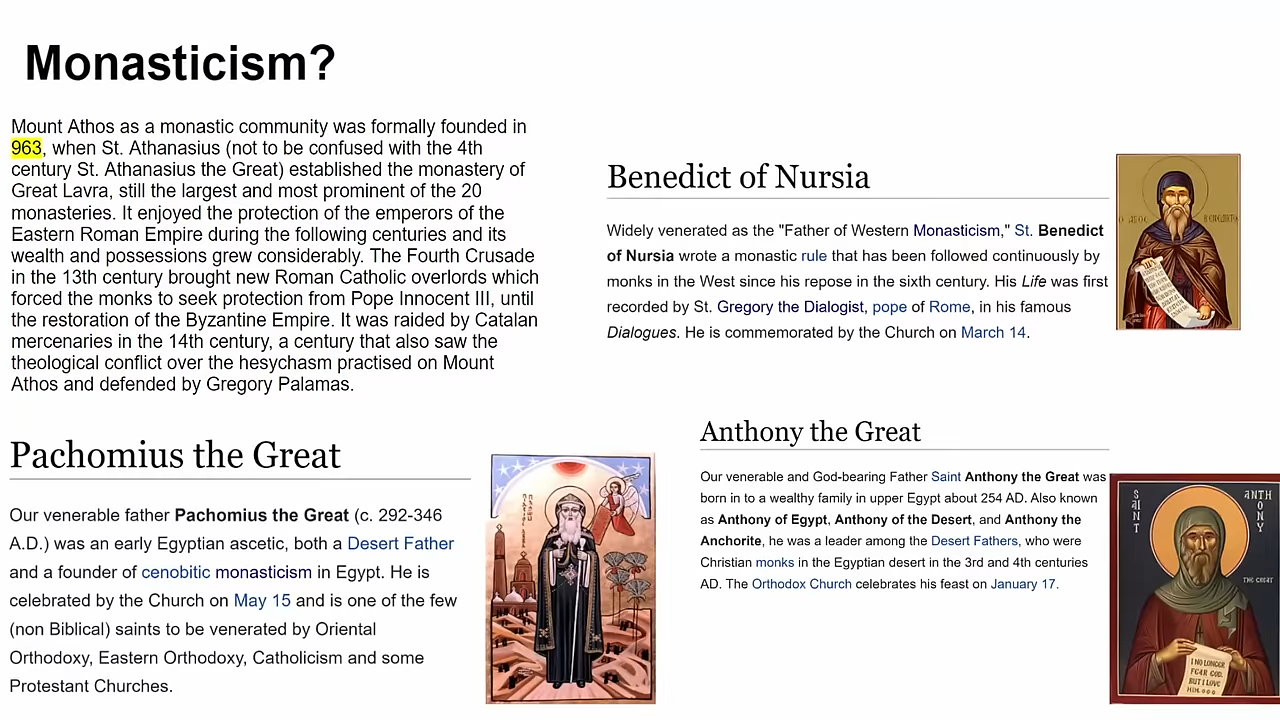 Monasticism?
Mount Athos as a monastic community was formally founded in
963, when St. Athanasius (not to be confused with the 4th
century St. Athanasius the Great) established the monastery of
Great Lavra, still the largest and most prominent of the 20
monasteries. It enjoyed the protection of the emperors of the
Eastern Roman Empire during the following centuries and its
wealth and possessions grew considerably. The Fourth Crusade
in the 13th century brought new Roman Catholic overlords which
forced the monks to seek protection from Pope Innocent III, until
the restoration of the Byzantine Empire. It was raided by Catalan
mercenaries in the 14th century, a century that also saw the
theological conflict over the hesychasm practised on Mount
Athos and defended by Gregory Palamas.
Benedict of Nursia
Widely venerated as the "Father of Western Monasticism," St. Benedict
of Nursia wrote a monastic rule that has been followed continuously by
monks in the West since his repose in the sixth century. His Life was first
recorded by St. Gregory the Dialogist, pope of Rome, in his famous
Dialogues. He is commemorated by the Church on March 14.
Pachomius the Great
Our venerable father Pachomius the Great (c. 292-346
A.D.) was an early Egyptian ascetic, both a Desert Father
and a founder of cenobitic monasticism in Egypt. He is
celebrated by the Church on May 15 and is one of the few
(non Biblical) saints to be venerated by Oriental
Orthodoxy, Eastern Orthodoxy, Catholicism and some
Protestant Churches.
Anthony the Great
Our venerable and God-bearing Father Saint Anthony the Great was
born in to a wealthy family in upper Egypt about 254 AD. Also known
as Anthony of Egypt, Anthony of the Desert, and Anthony the
Anchorite, he was a leader among the Desert Fathers, who were
Christian monks in the Egyptian desert in the 3rd and 4th centuries
AD. The Orthodox Church celebrates his feast on January 17.
SAINT
ANTHONY
THE GREAT
I NO LONGER
FEAR GOD,
BUT I LOVE
HIM.